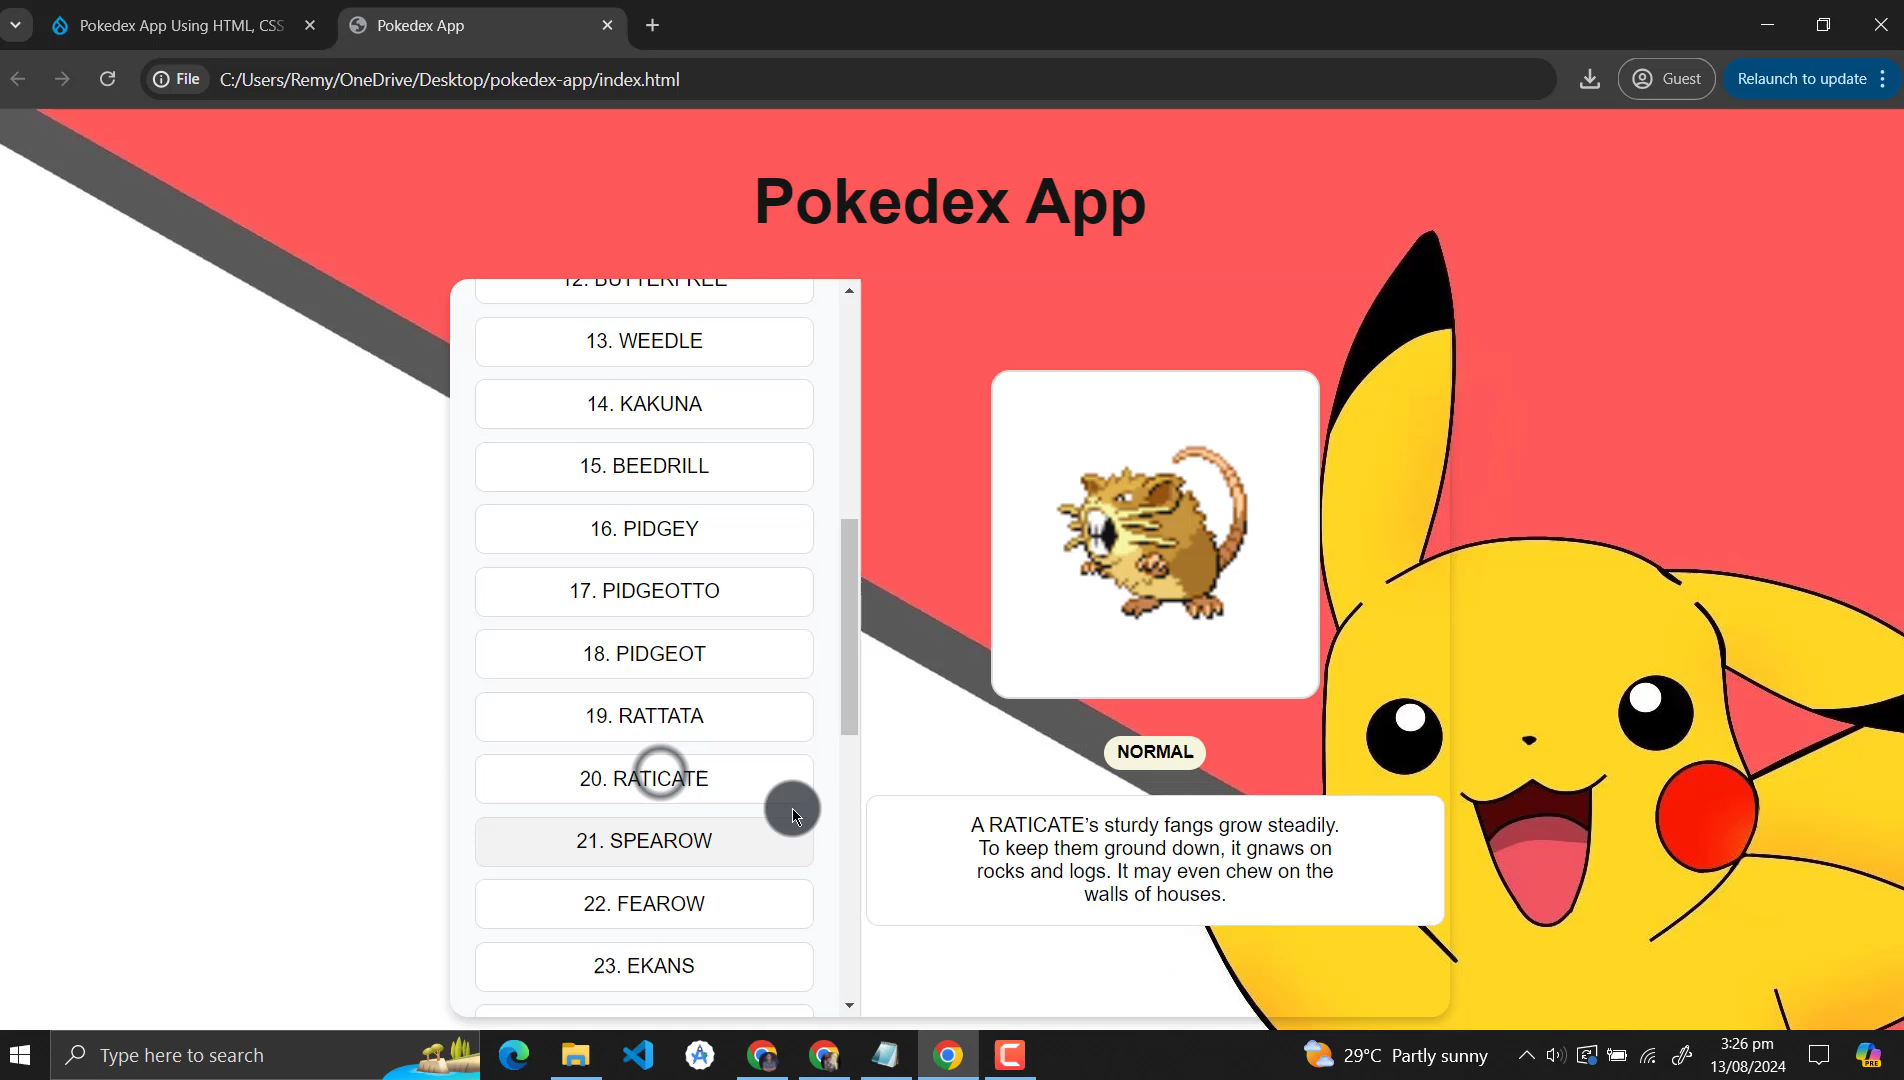 Pokedex App Using HTML, CSS
Pokedex App
File
C:/Users/Remy/OneDrive/Desktop/pokedex-app/index.html
Guest
Relaunch to update
Pokedex App
12. BUTTERFREE
13. WEEDLE
14. KAKUNA
15. BEEDRILL
16. PIDGEY
17. PIDGEOTTO
18. PIDGEOT
19. RATTATA
20. RATICATE
21. SPEAROW
22. FEAROW
23. EKANS
NORMAL
A RATICATE’s sturdy fangs grow steadily.
To keep them ground down, it gnaws on
rocks and logs. It may even chew on the
walls of houses.
Type here to search
29°C Partly sunny
3:26 pm
13/08/2024
PRE